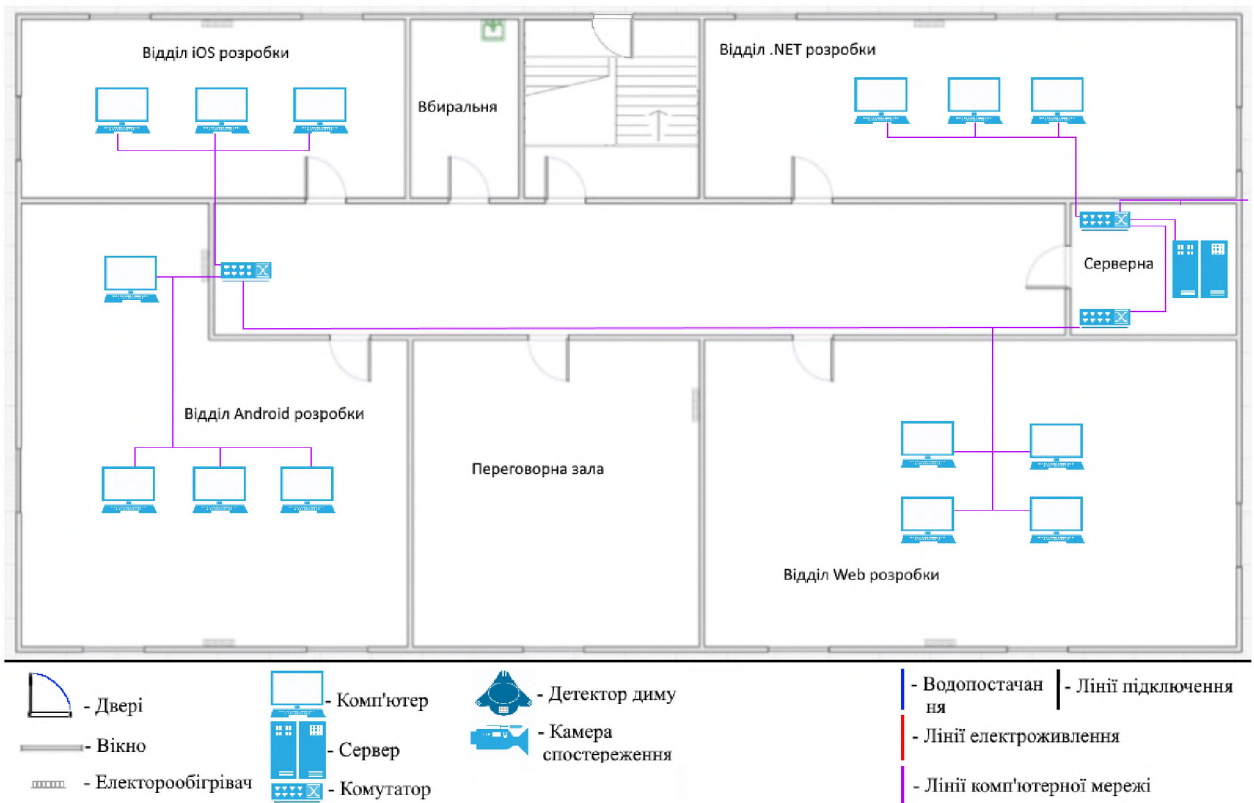 Відділ iOS розробки
Вбиральня
Відділ .NET розробки
Серверна
Відділ Android розробки
Переговорна зала
Відділ Web розробки
- Двері
- Вікно
- Електорообігрівач
- Комп'ютер
- Сервер
- Комутатор
- Детектор диму
- Камера
спостереження
- Водопостачан
ня
- Лінії підключення
- Лінії електроживлення
- Лінії комп'ютерної мережі